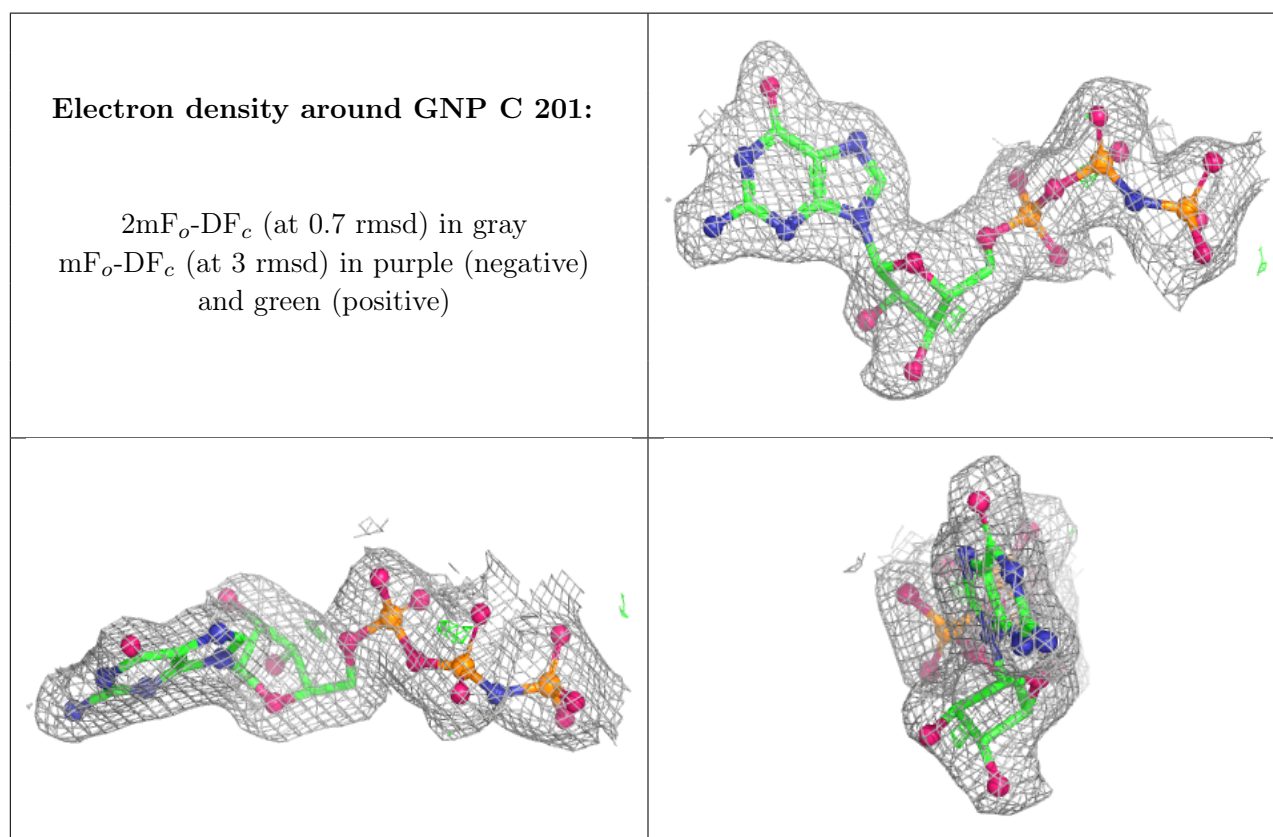 Electron density around GNP C 201:
2mFₒ-DF𝒸 (at 0.7 rmsd) in gray
mFₒ-DF𝒸 (at 3 rmsd) in purple (negative)
and green (positive)